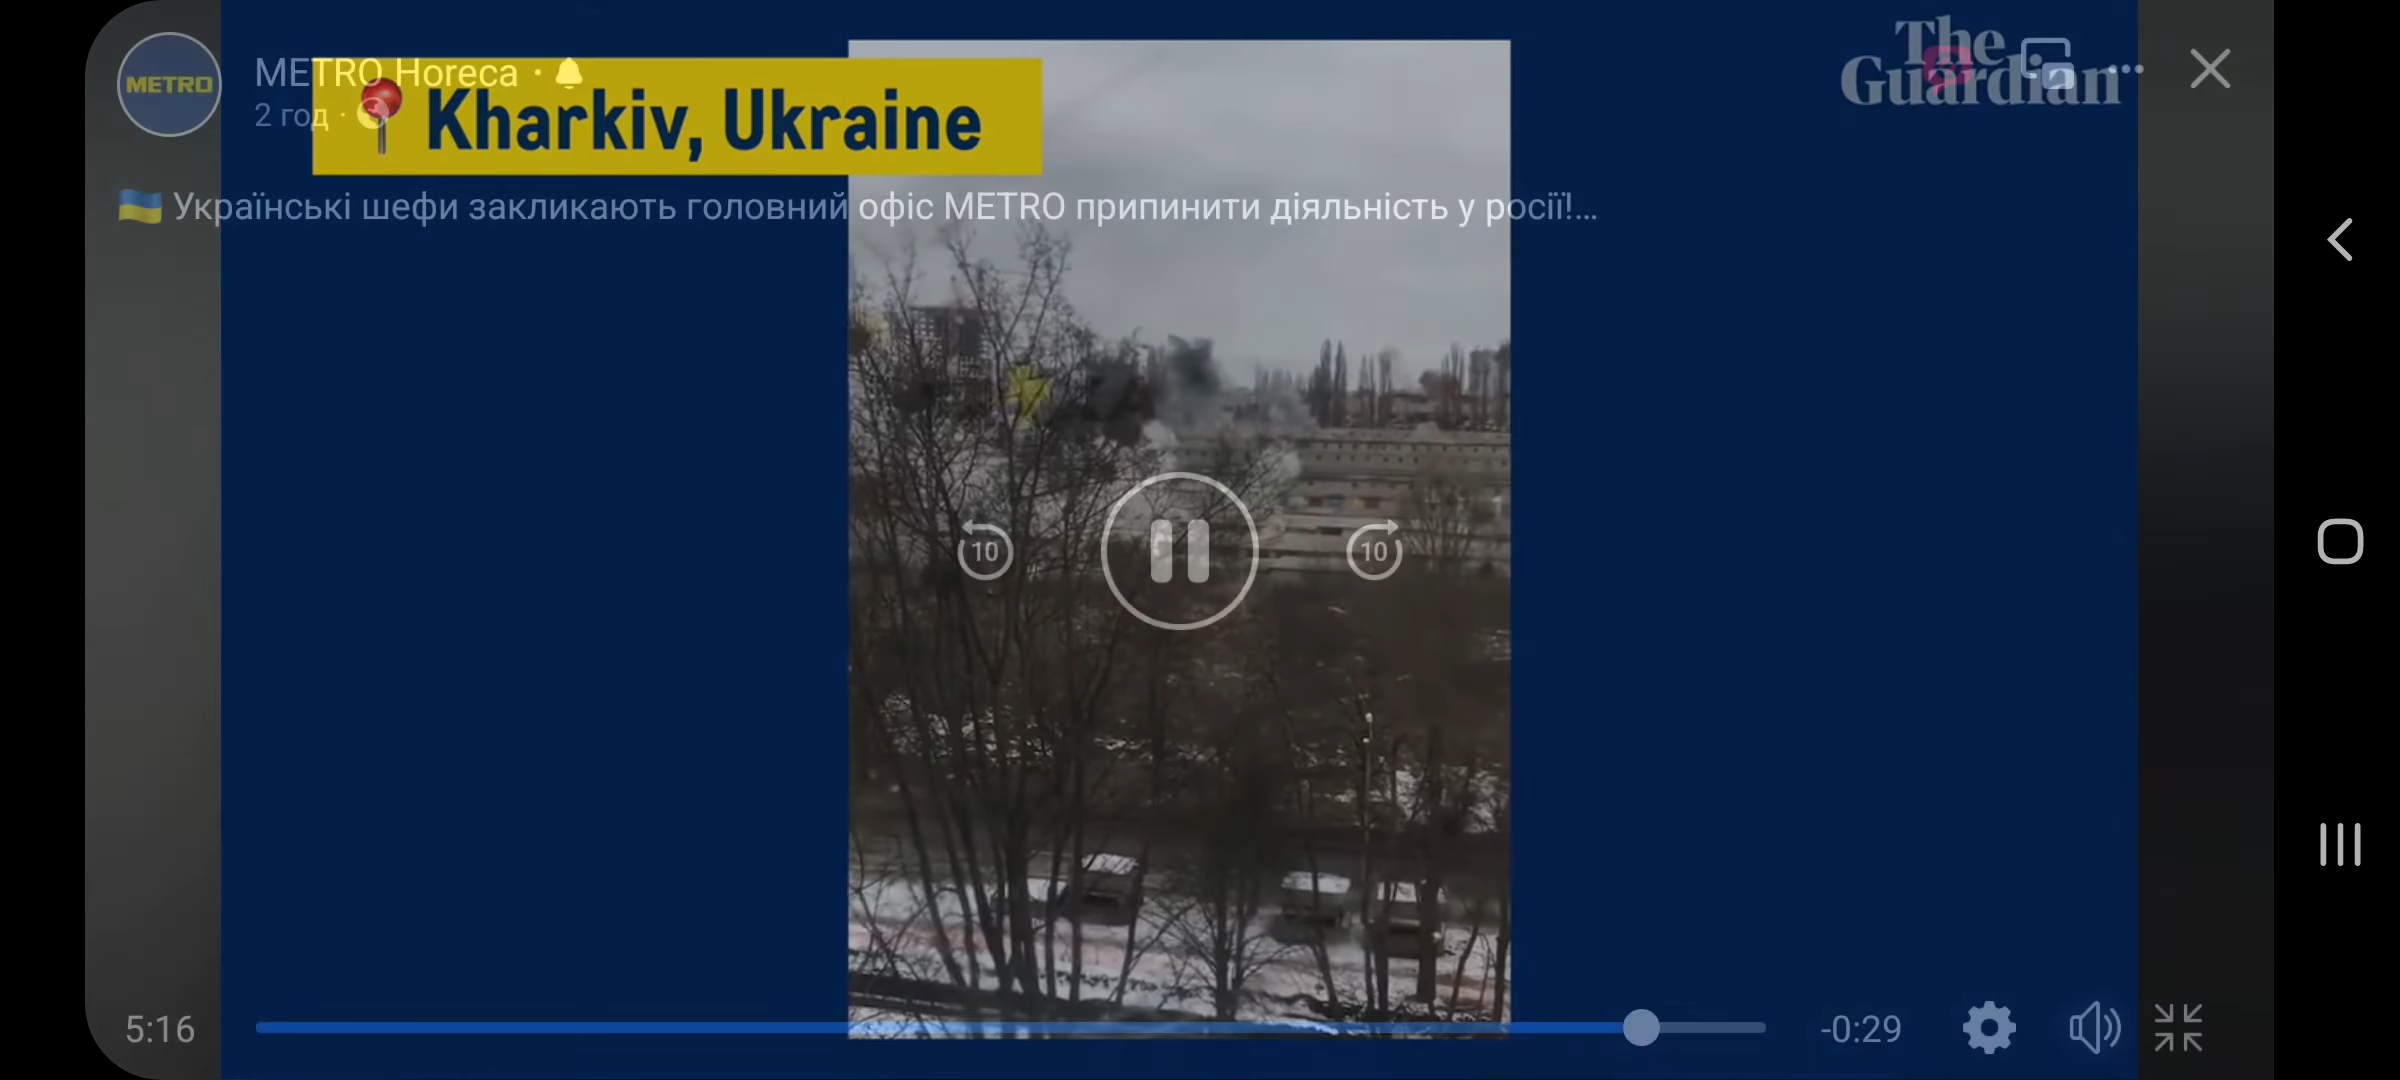 METRO
METRO Horeca ·
2 год ·
Kharkiv, Ukraine
The
Guardian
Українські шефи закликають головний офіс METRO припинити діяльність у росії!...
10
10
5:16
-0:29